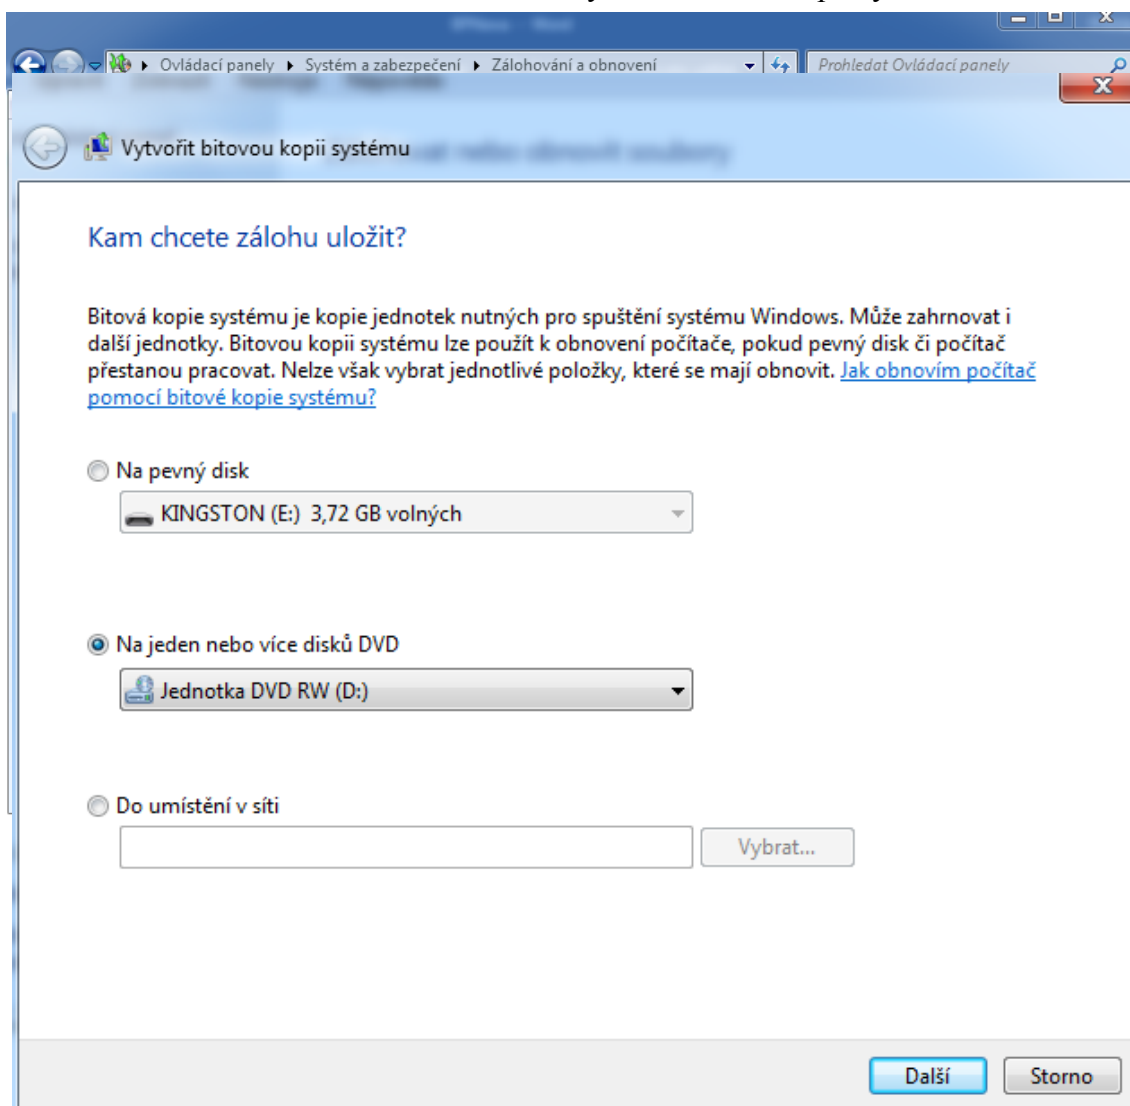 Ovládací panely ▸ Systém a zabezpečení ▸ Zálohování a obnovení
Prohledat Ovládací panely
Vytvořit bitovou kopii systému
Kam chcete zálohu uložit?
Bitová kopie systému je kopie jednotek nutných pro spuštění systému Windows. Může zahrnovat i
další jednotky. Bitovou kopii systému lze použít k obnovení počítače, pokud pevný disk či počítač
přestanou pracovat. Nelze však vybrat jednotlivé položky, které se mají obnovit. Jak obnovím počítač
pomocí bitové kopie systému?
Na pevný disk
KINGSTON (E:) 3,72 GB volných
Na jeden nebo více disků DVD
Jednotka DVD RW (D:)
Do umístění v síti
Vybrat...
Další
Storno